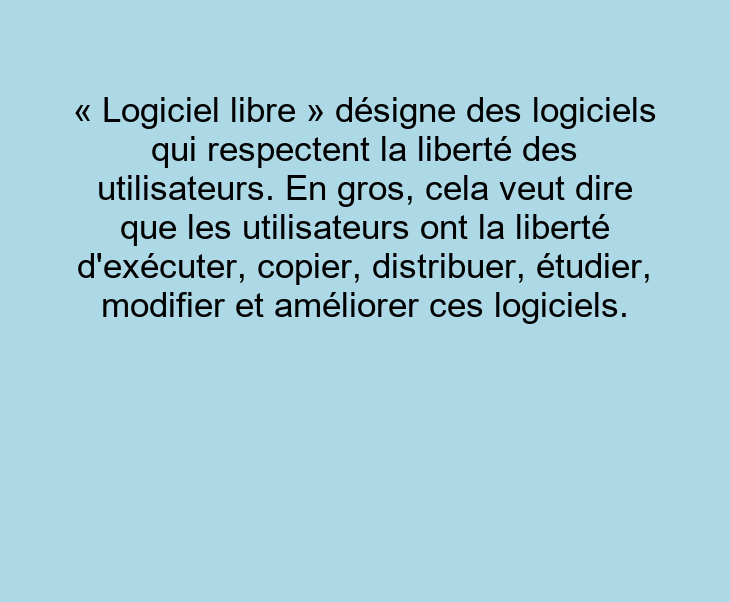 « Logiciel libre » désigne des logiciels
qui respectent la liberté des
utilisateurs. En gros, cela veut dire
que les utilisateurs ont la liberté
d'exécuter, copier, distribuer, étudier,
modifier et améliorer ces logiciels.